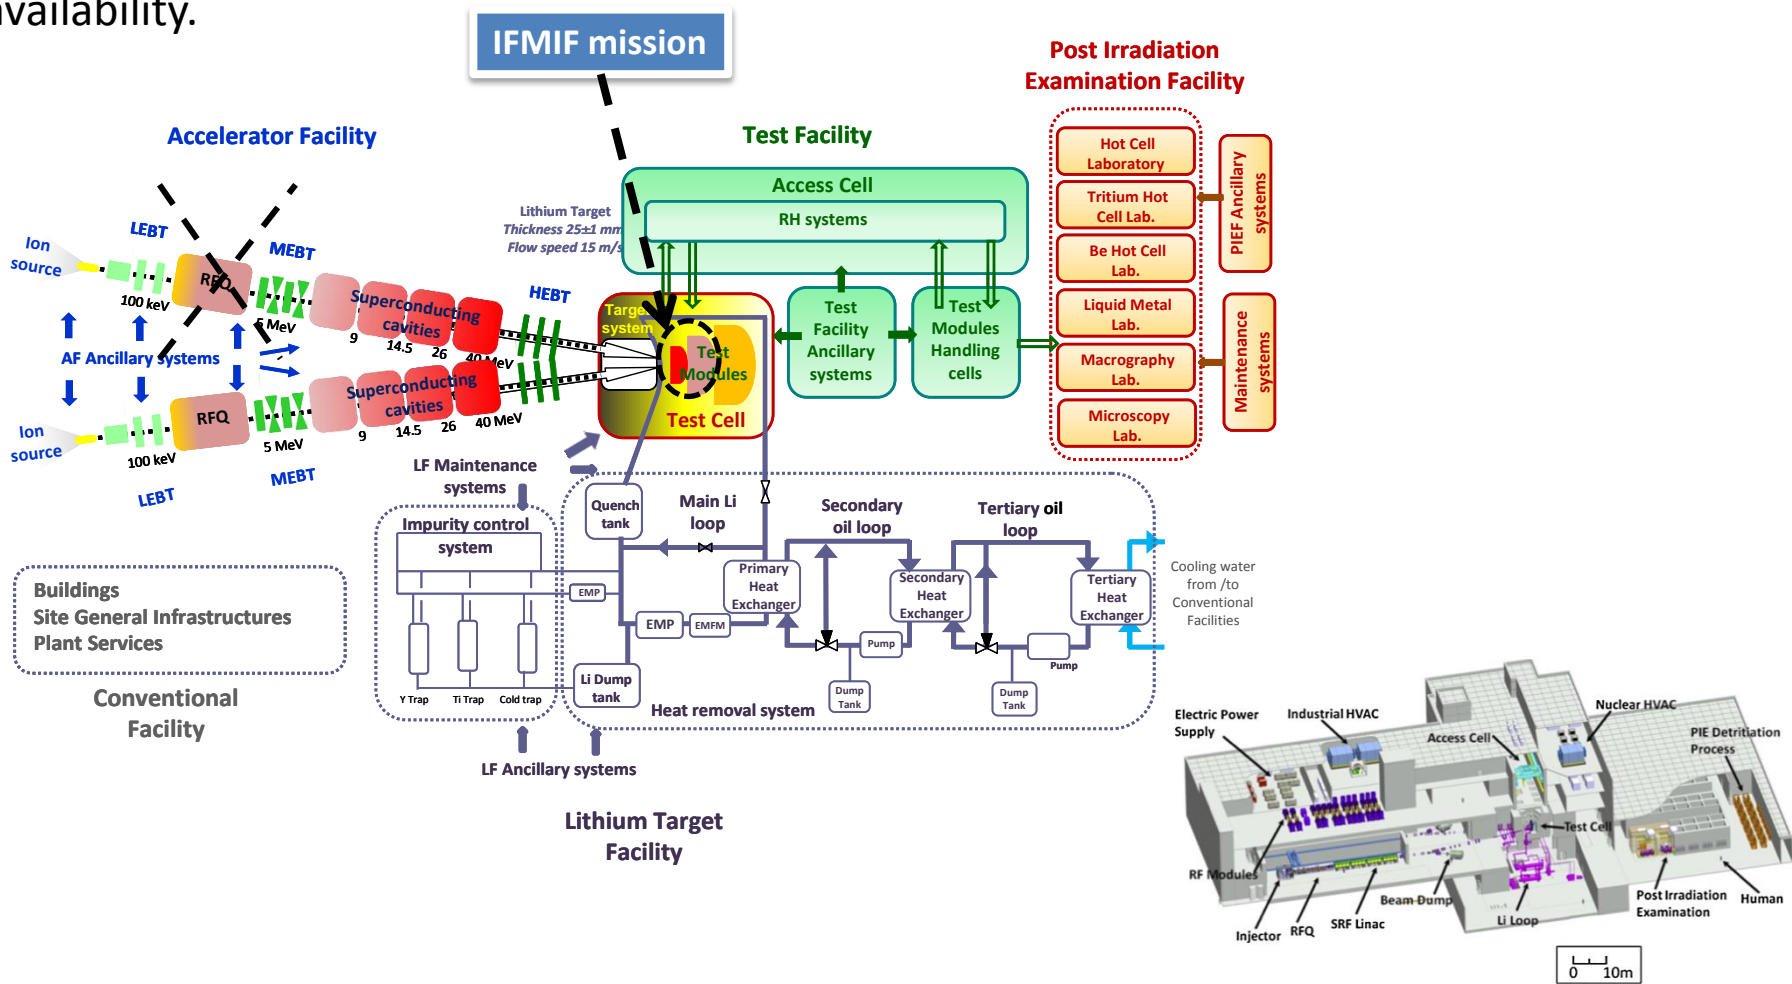 availability.
IFMIF mission
Post Irradiation
Examination Facility
Accelerator Facility
Test Facility
Hot Cell
Laboratory
Tritium Hot
Cell Lab.
Be Hot Cell
Lab.
Liquid Metal
Lab.
Macrography
Lab.
Microscopy
Lab.
PIEF Ancillary
systems
Maintenance
systems
Access Cell
RH systems
Lithium Target
Thickness 25±1 mm
Flow speed 15 m/s
Ion
source
LEBT
100 keV
RFQ
MEBT
5 MeV
Superconducting
cavities
9
14.5
26
40 MeV
HEBT
AF Ancillary systems
Ion
source
LEBT
100 keV
RFQ
MEBT
5 MeV
Superconducting
cavities
9
14.5
26
40 MeV
Target
system
Test
Modules
Test Cell
Test
Facility
Ancillary
systems
Test
Modules
Handling
cells
LF Maintenance
systems
Impurity control
system
Y Trap
Ti Trap
Cold trap
EMP
Quench
tank
Main Li
loop
EMP
EMFM
Li Dump
tank
Primary
Heat
Exchanger
Secondary
oil loop
Pump
Dump
Tank
Secondary
Heat
Exchanger
Tertiary oil
loop
Pump
Dump
Tank
Tertiary
Heat
Exchanger
Cooling water
from /to
Conventional
Facilities
Heat removal system
LF Ancillary systems
Lithium Target
Facility
Buildings
Site General Infrastructures
Plant Services
Conventional
Facility
Electric Power
Supply
Industrial HVAC
Access Cell
Nuclear HVAC
PIE Detritiation
Process
Test Cell
RF Modules
Injector
RFQ
SRF Linac
Beam Dump
Li Loop
Post Irradiation
Examination
Human
0 10m